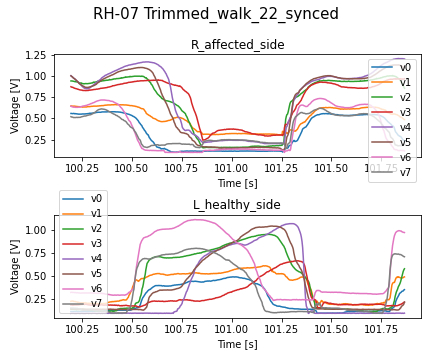 RH-07 Trimmed_walk_22_synced
R_affected_side
Voltage [V]
1.25
1.00
0.75
0.50
0.25
v0
v1
v2
v3
v4
v5
v6
v7
100.25 100.50 100.75 101.00 101.25 101.50 101.75
Time [s]
L_healthy_side
Voltage [V]
1.00
0.75
0.50
0.25
v0
v1
v2
v3
v4
v5
v6
v7
100.25 100.50 100.75 101.00 101.25 101.50 101.75
Time [s]